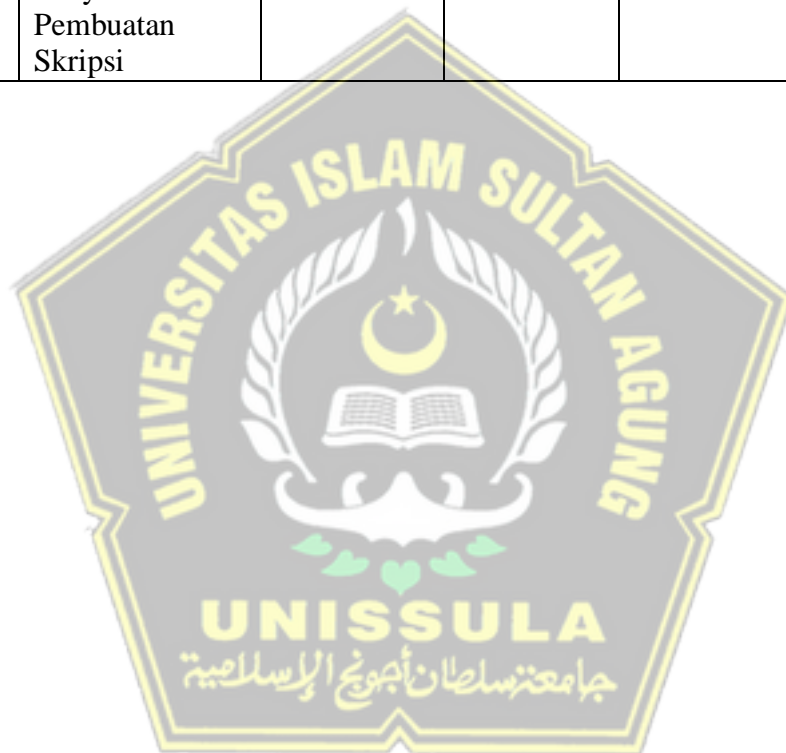 Pembuatan
Skripsi
UNIVERSITAS ISLAM SULTAN AGUNG
UNISSULA
جامعة سلطان أجونج الإسلامية